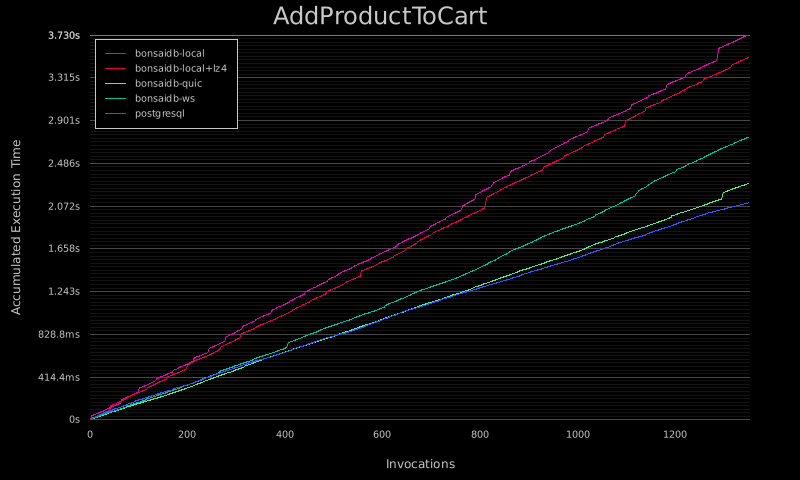 AddProductToCart
3.730s
bonsaidb-local
bonsaidb-local+lz4
bonsaidb-quic
bonsaidb-ws
postgresql
3.315s
2.901s
2.486s
2.072s
1.658s
1.243s
828.8ms
414.4ms
0s
Accumulated Execution Time
0 200 400 600 800 1000 1200
Invocations